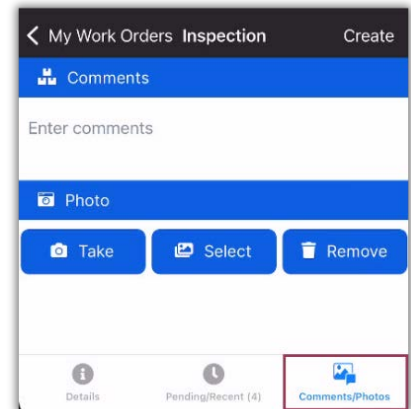 My Work Orders Inspection Create
Comments
Enter comments
Photo
Take Select Remove
Details Pending/Recent (4) Comments/Photos